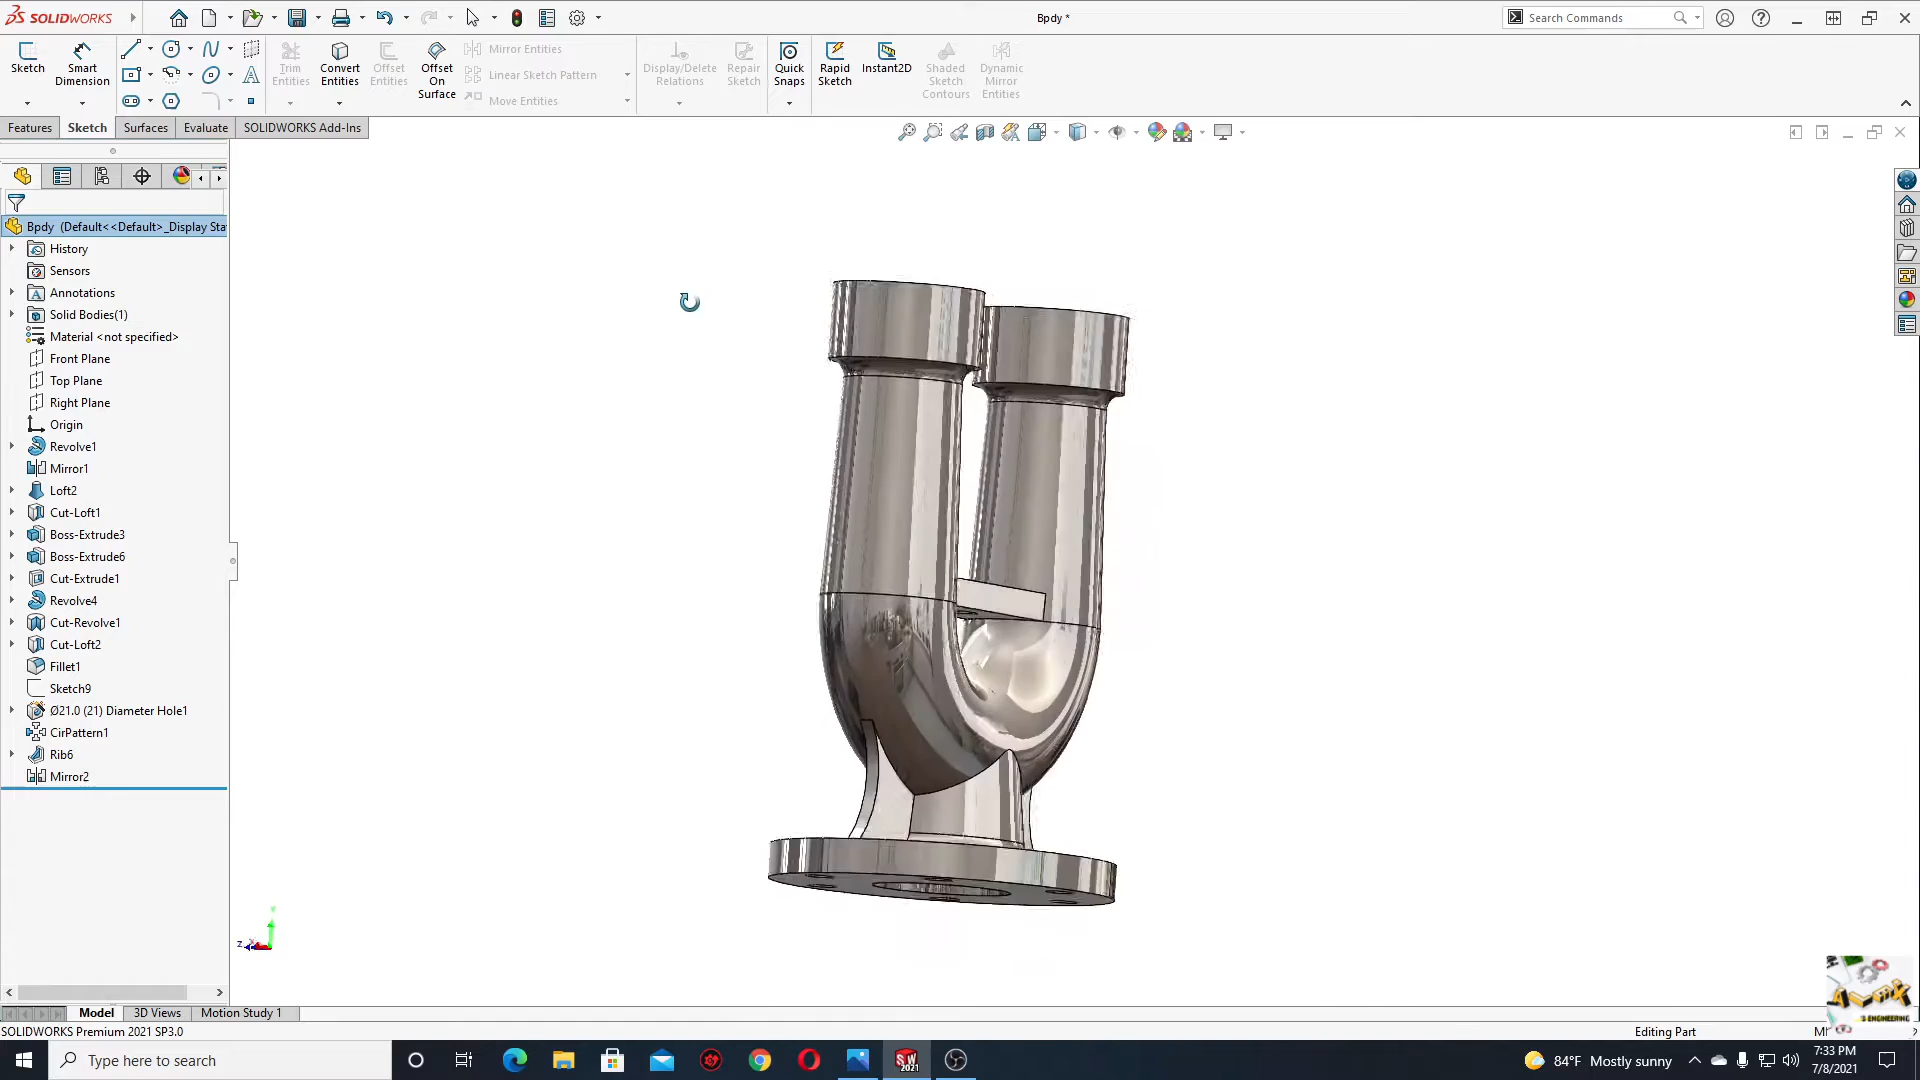 SOLIDWORKS
Bpdy *
Search Commands
Sketch
Smart Dimension
Trim Entities
Convert Entities
Offset Entities
Offset On Surface
Mirror Entities
Linear Sketch Pattern
Move Entities
Display/Delete Relations
Repair Sketch
Quick Snaps
Rapid Sketch
Instant2D
Shaded Sketch Contours
Dynamic Mirror Entities
Features
Sketch
Surfaces
Evaluate
SOLIDWORKS Add-Ins
Bpdy (Default<<Default>_Display Sta
History
Sensors
Annotations
Solid Bodies(1)
Material <not specified>
Front Plane
Top Plane
Right Plane
Origin
Revolve1
Mirror1
Loft2
Cut-Loft1
Boss-Extrude3
Boss-Extrude6
Cut-Extrude1
Revolve4
Cut-Revolve1
Cut-Loft2
Fillet1
Sketch9
Ø21.0 (21) Diameter Hole1
CirPattern1
Rib6
Mirror2
Z
Model
3D Views
Motion Study 1
SOLIDWORKS Premium 2021 SP3.0
Editing Part
Type here to search
84°F Mostly sunny
7:33 PM
7/8/2021